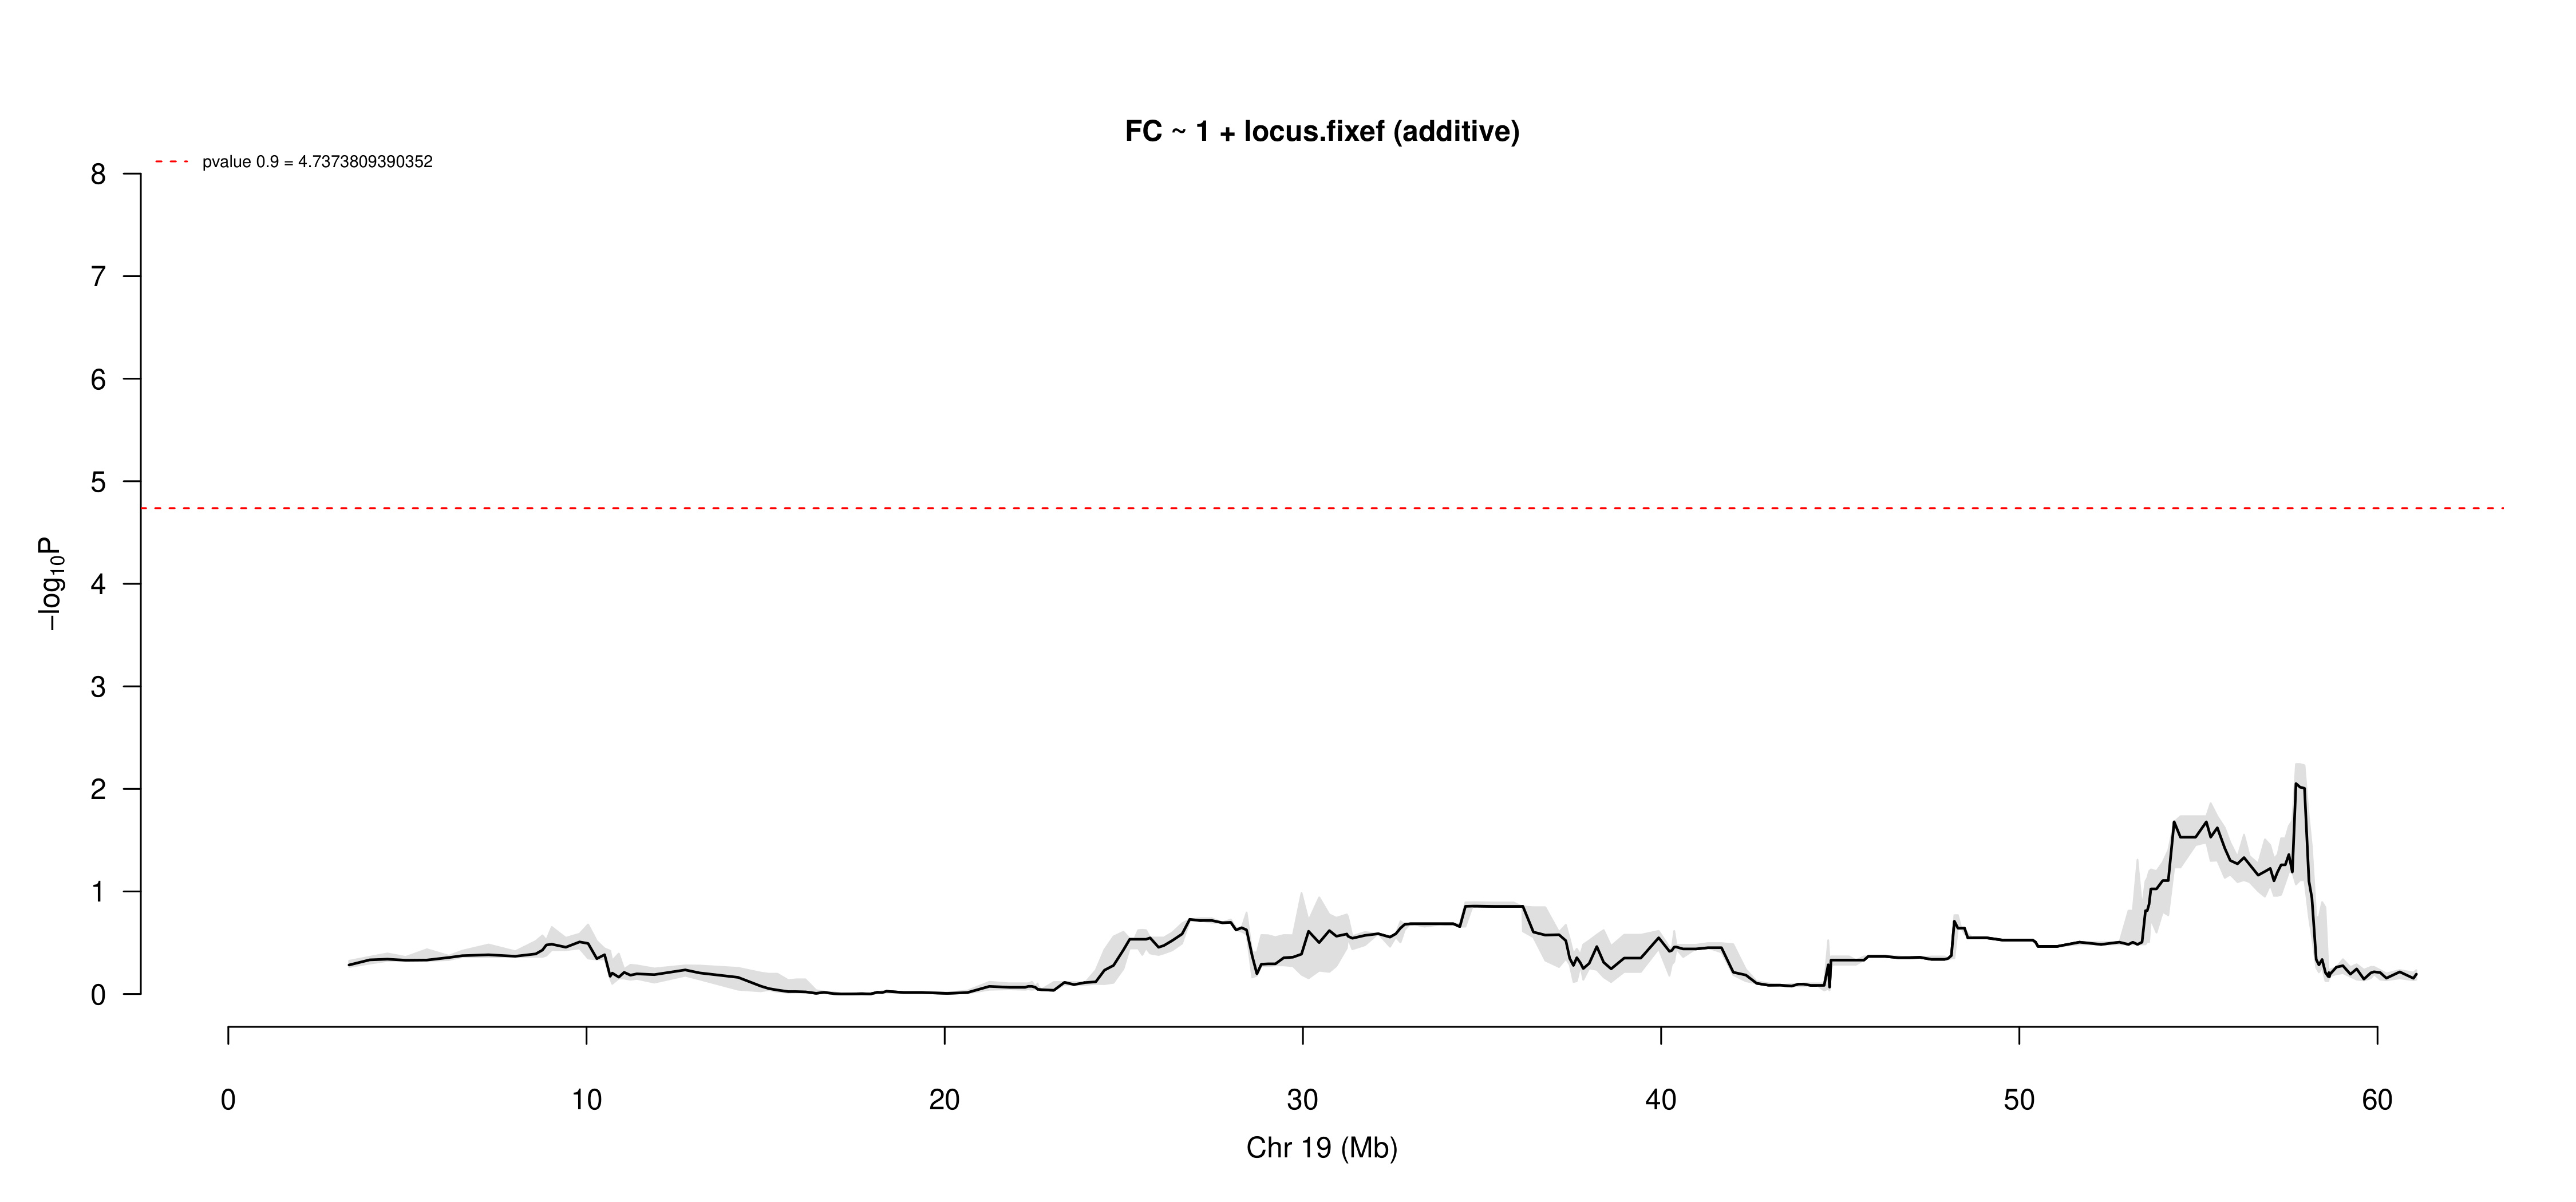 FC ~ 1 + locus.fixef (additive)
pvalue 0.9 = 4.7373809390352
8
7
6
5
4
3
2
1
0
−log10P
0 10 20 30 40 50 60
Chr 19 (Mb)